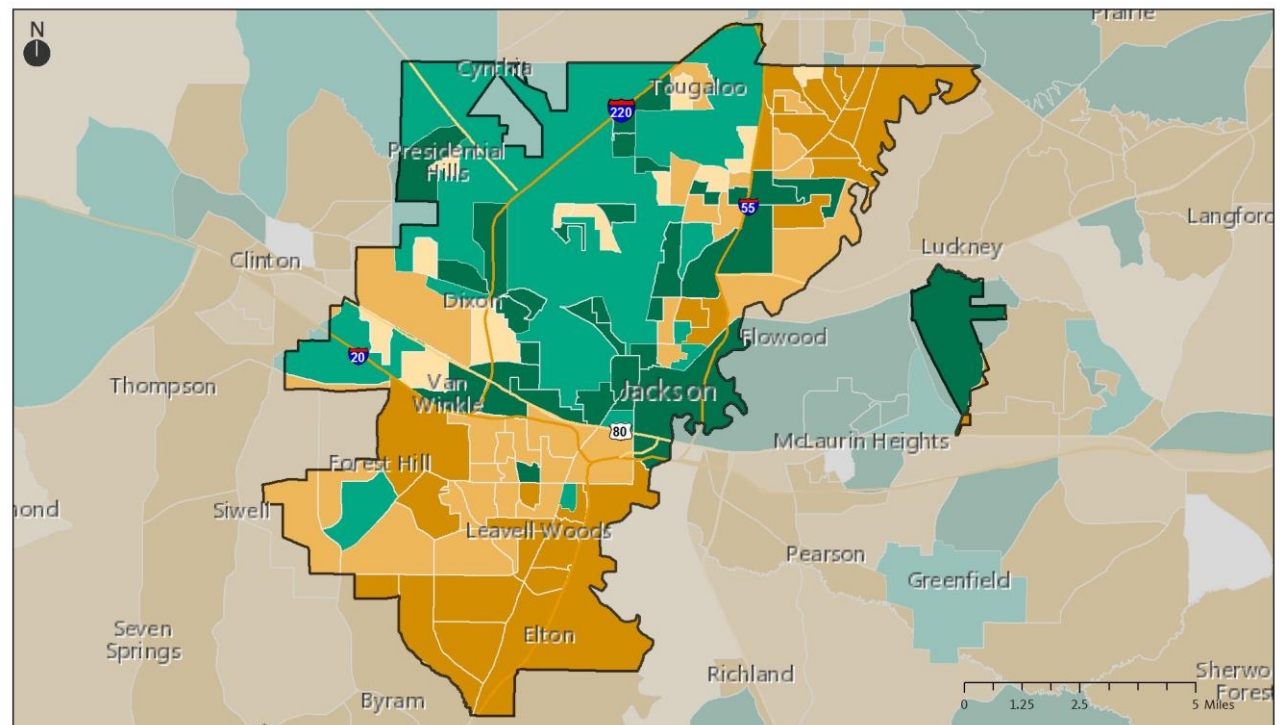 N
Prairie
Cynthia
Tougaloo
220
Presidential
Hills
55
Langford
Clinton
Luckney
Dixon
Flowood
20
Thompson
Van
Winkle
Jackson
80
McLaurin Heights
Forest Hill
Siwell
mond
Leavell Woods
Pearson
Greenfield
Seven
Springs
Elton
Richland
Sherwo
Forest
Byram
0 1.25 2.5 5 Miles